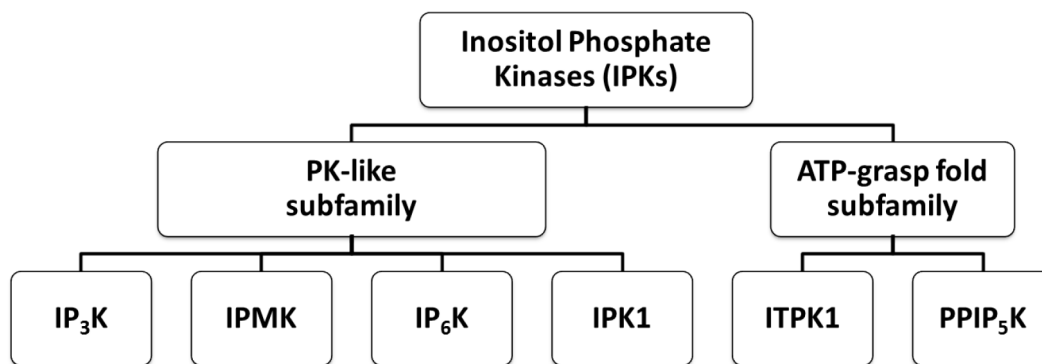 Inositol Phosphate
Kinases (IPKs)
PK-like
subfamily
ATP-grasp fold
subfamily
IP₃K
IPMK
IP₆K
IPK1
ITPK1
PPIP₅K